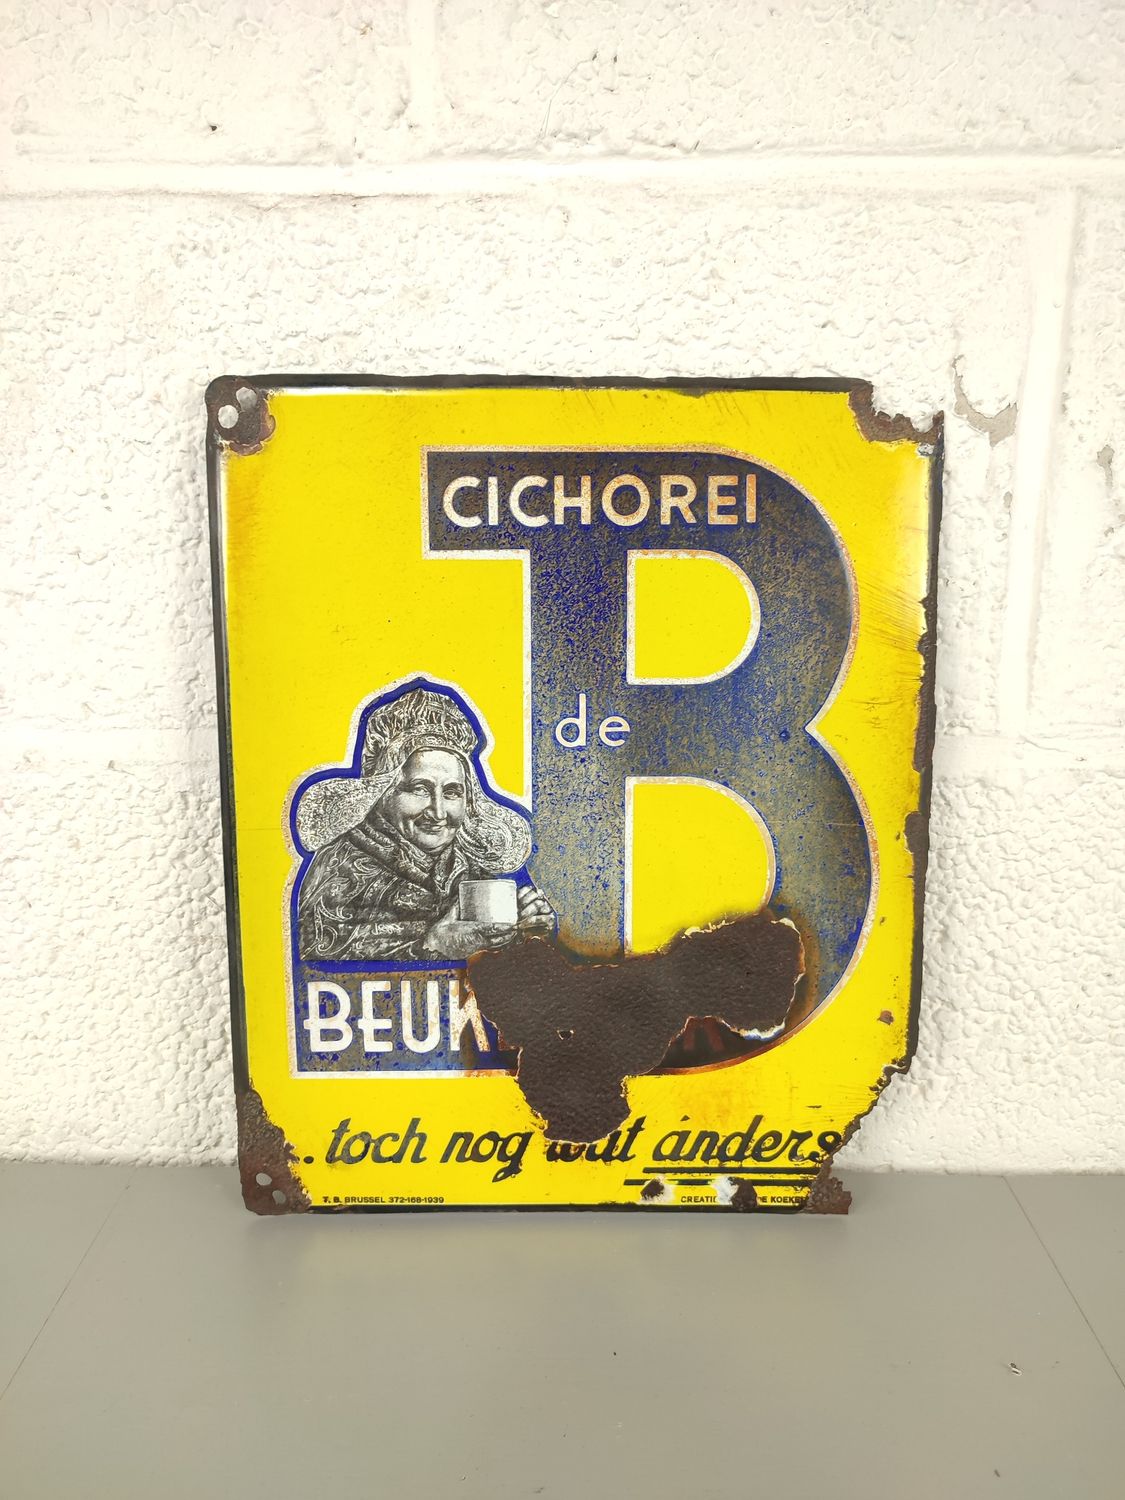 CICHOREI
B
de
BEUK
...toch nog wat anders
T. B. BRUSSEL 372-168-1939